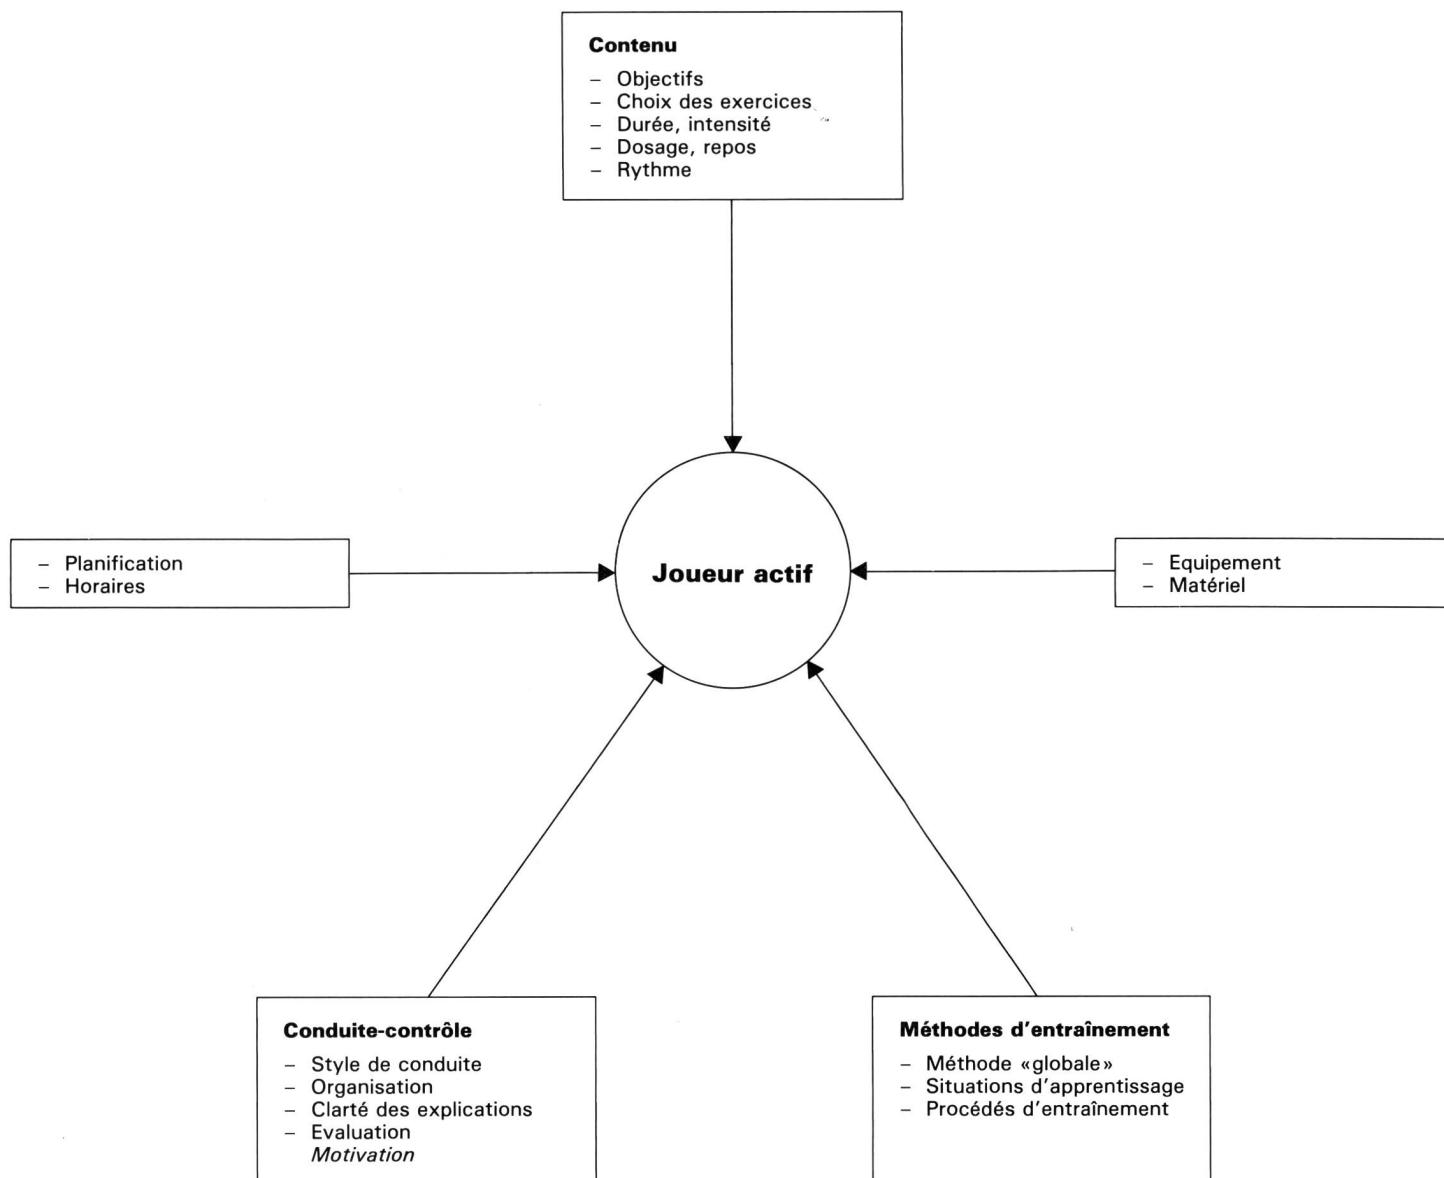 Contenu
– Objectifs
– Choix des exercices
– Durée, intensité
– Dosage, repos
– Rythme
– Planification
– Horaires
Joueur actif
– Equipement
– Matériel
Conduite-contrôle
– Style de conduite
– Organisation
– Clarté des explications
– Evaluation
Motivation
Méthodes d'entraînement
– Méthode «globale»
– Situations d'apprentissage
– Procédés d'entraînement